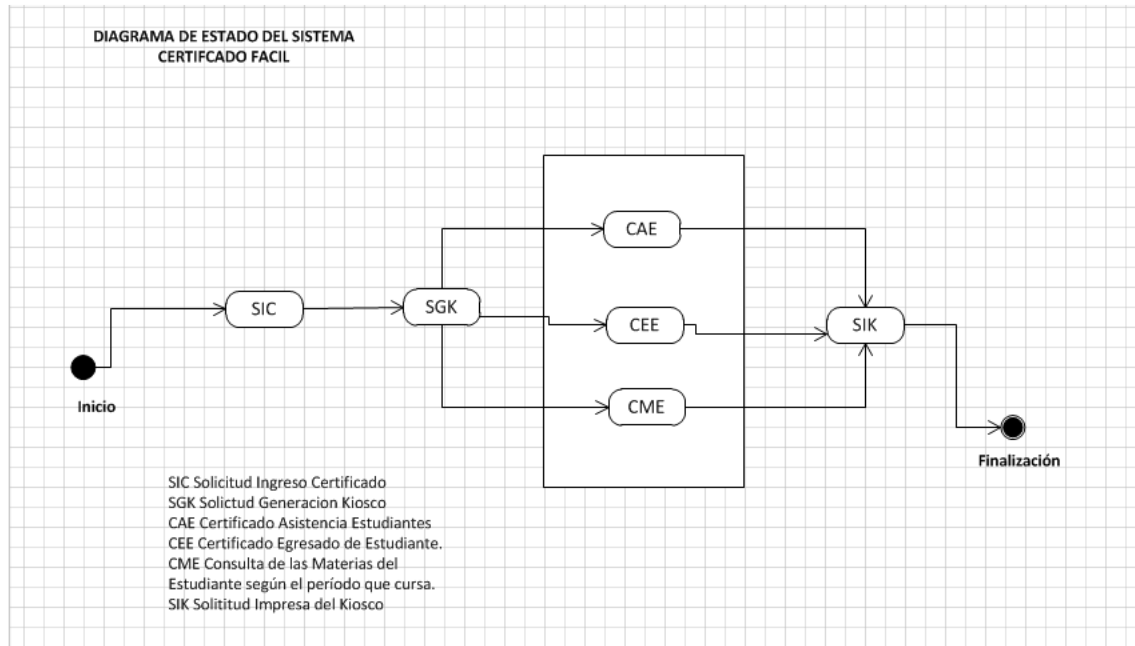 DIAGRAMA DE ESTADO DEL SISTEMA
CERTIFCADO FACIL
CAE
SIC
SGK
CEE
SIK
CME
Inicio
Finalización
SIC Solicitud Ingreso Certificado
SGK Solictud Generacion Kiosco
CAE Certificado Asistencia Estudiantes
CEE Certificado Egresado de Estudiante.
CME Consulta de las Materias del
Estudiante según el período que cursa.
SIK Solititud Impresa del Kiosco